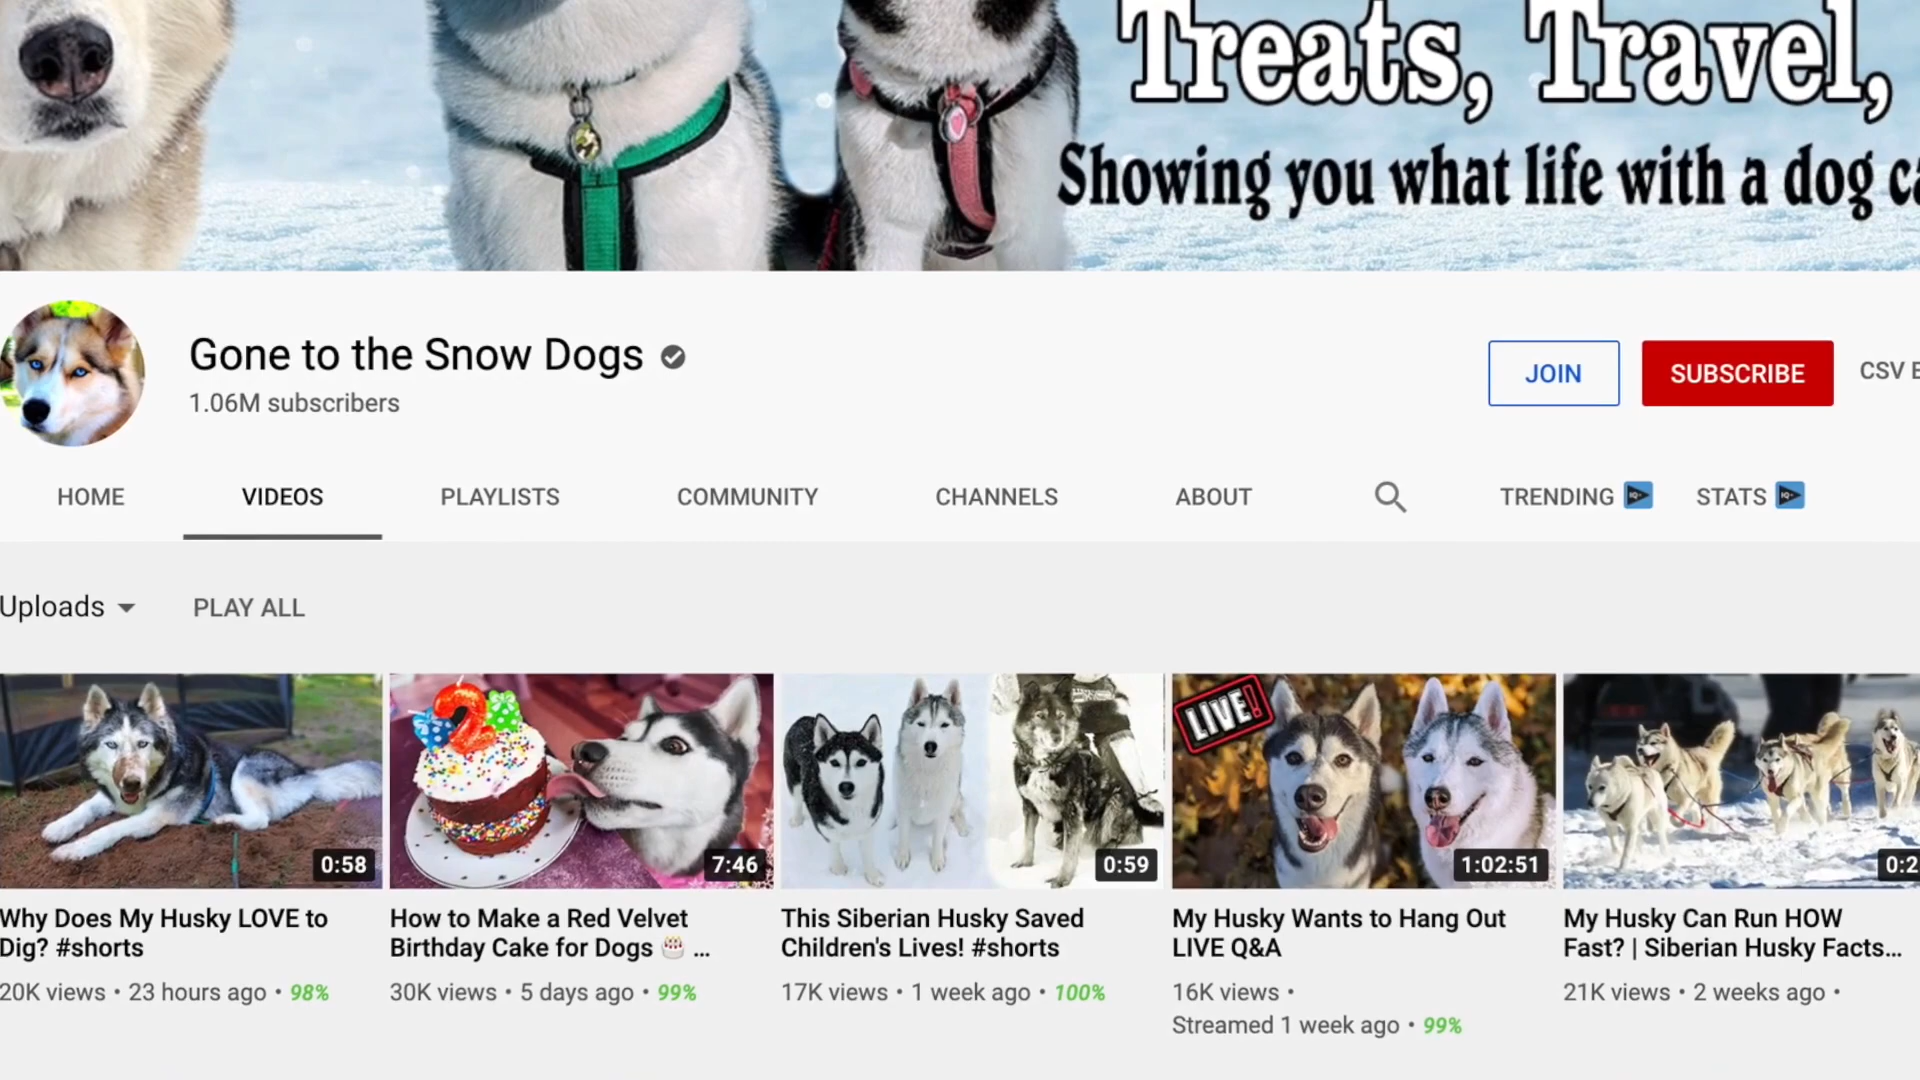 Treats, Travel,
Showing you what life with a dog
Gone to the Snow Dogs
1.06M subscribers
JOIN
SUBSCRIBE
CSV
HOME
VIDEOS
PLAYLISTS
COMMUNITY
CHANNELS
ABOUT
TRENDING
STATS
Uploads
PLAY ALL
0:58
7:46
LIVE!
0:59
1:02:51
0:2
Why Does My Husky LOVE to
Dig? #shorts
20K views • 23 hours ago • 98%
How to Make a Red Velvet
Birthday Cake for Dogs 🎂 ...
30K views • 5 days ago • 99%
This Siberian Husky Saved
Children's Lives! #shorts
17K views • 1 week ago • 100%
My Husky Wants to Hang Out
LIVE Q&A
16K views •
Streamed 1 week ago • 99%
My Husky Can Run HOW
Fast? | Siberian Husky Facts...
21K views • 2 weeks ago •